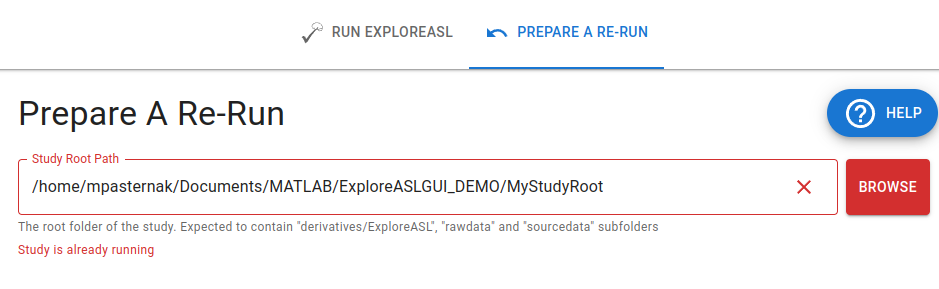 RUN EXPLOREASL
PREPARE A RE-RUN
Prepare A Re-Run
HELP
Study Root Path
/home/mpasternak/Documents/MATLAB/ExploreASLGUI_DEMO/MyStudyRoot
BROWSE
The root folder of the study. Expected to contain "derivatives/ExploreASL", "rawdata" and "sourcedata" subfolders
Study is already running